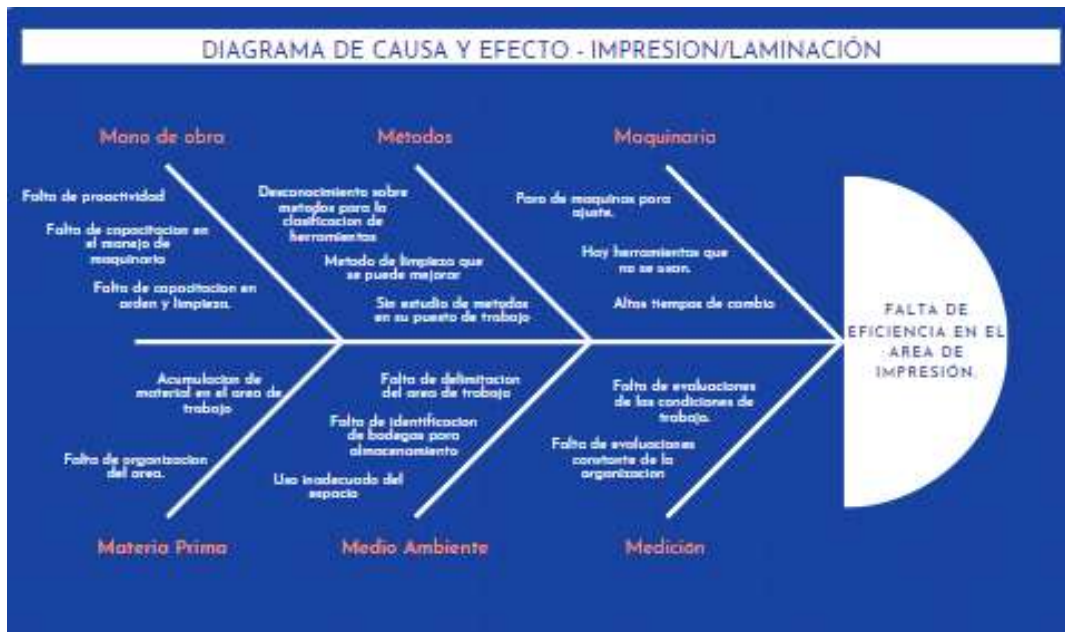 DIAGRAMA DE CAUSA Y EFECTO - IMPRESION/LAMINACIÓN
Mano de obra
Métodos
Maquinaria
Falta de proactividad
Falta de capacitacion en
el manejo de
maquinaria
Falta de capacitacion en
orden y limpieza.
Desconocimiento sobre
metodos para la
clasificacion de
herramientas
Metodo de limpieza que
se puede mejorar
Sin estudio de metodos
en su puesto de trabajo
Paro de maquinas para
ajuste.
Hay herramientas que
no se usan.
Altos tiempos de cambio
FALTA DE
EFICIENCIA EN EL
AREA DE
IMPRESIÓN.
Acumulacion de
material en el area de
trabajo
Falta de organizacion
del area.
Falta de delimitacion
del area de trabajo
Falta de identificacion
de bodegas para
almacenamiento
Uso inadecuado del
espacio
Falta de evaluaciones
de las condiciones de
trabajo.
Falta de evaluaciones
constante de la
organizacion
Materia Prima
Medio Ambiente
Medición